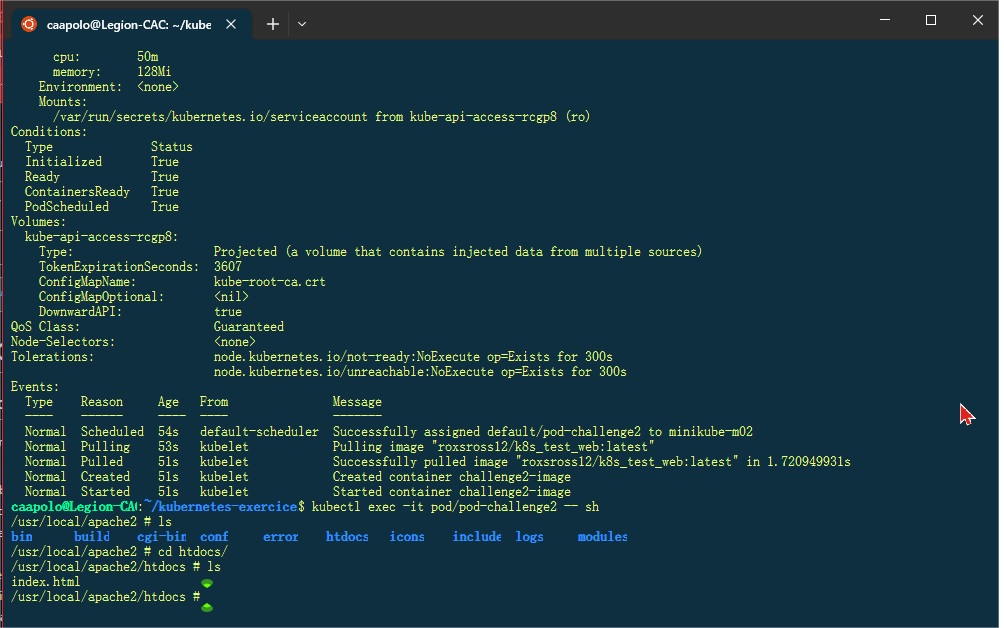 caapolo@Legion-CAC: ~/kube
cpu: 50m
memory: 128Mi
Environment: <none>
Mounts:
/var/run/secrets/kubernetes.io/serviceaccount from kube-api-access-rcgp8 (ro)
Conditions:
Type Status
Initialized True
Ready True
ContainersReady True
PodScheduled True
Volumes:
kube-api-access-rcgp8:
Type: Projected (a volume that contains injected data from multiple sources)
TokenExpirationSeconds: 3607
ConfigMapName: kube-root-ca.crt
ConfigMapOptional: <nil>
DownwardAPI: true
QoS Class: Guaranteed
Node-Selectors: <none>
Tolerations: node.kubernetes.io/not-ready:NoExecute op=Exists for 300s
node.kubernetes.io/unreachable:NoExecute op=Exists for 300s
Events:
Type Reason Age From Message
---- ------ ---- ---- -------
Normal Scheduled 54s default-scheduler Successfully assigned default/pod-challenge2 to minikube-m02
Normal Pulling 53s kubelet Pulling image "roxsross12/k8s_test_web:latest"
Normal Pulled 51s kubelet Successfully pulled image "roxsross12/k8s_test_web:latest" in 1.720949931s
Normal Created 51s kubelet Created container challenge2-image
Normal Started 51s kubelet Started container challenge2-image
caapolo@Legion-CAC:~/kubernetes-exercice$ kubectl exec -it pod/pod-challenge2 -- sh
/usr/local/apache2 # ls
bin build cgi-bin conf error htdocs icons include logs modules
/usr/local/apache2 # cd htdocs/
/usr/local/apache2/htdocs # ls
index.html
/usr/local/apache2/htdocs #